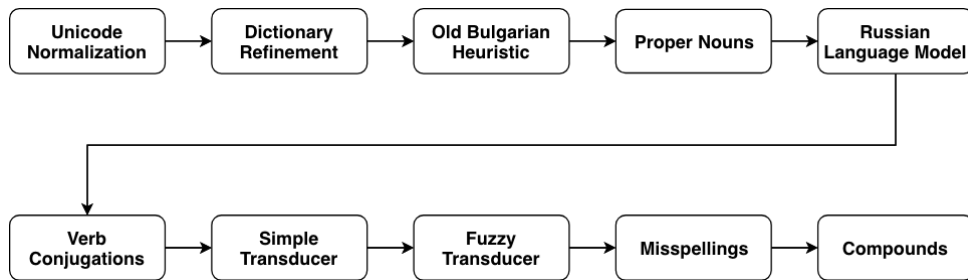 Unicode
Normalization
Dictionary
Refinement
Old Bulgarian
Heuristic
Proper Nouns
Russian
Language Model
Verb
Conjugations
Simple
Transducer
Fuzzy
Transducer
Misspellings
Compounds